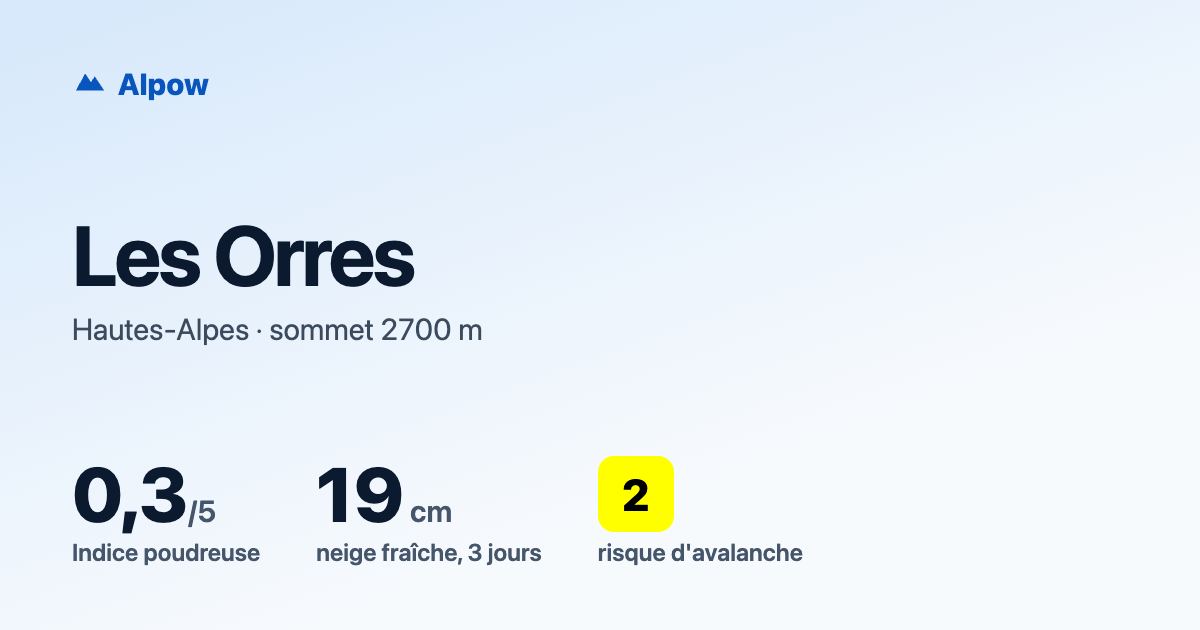 Alpow
Les Orres
Hautes-Alpes · sommet 2700 m
0,3/5
Indice poudreuse
19 cm
neige fraîche, 3 jours
2
risque d'avalanche